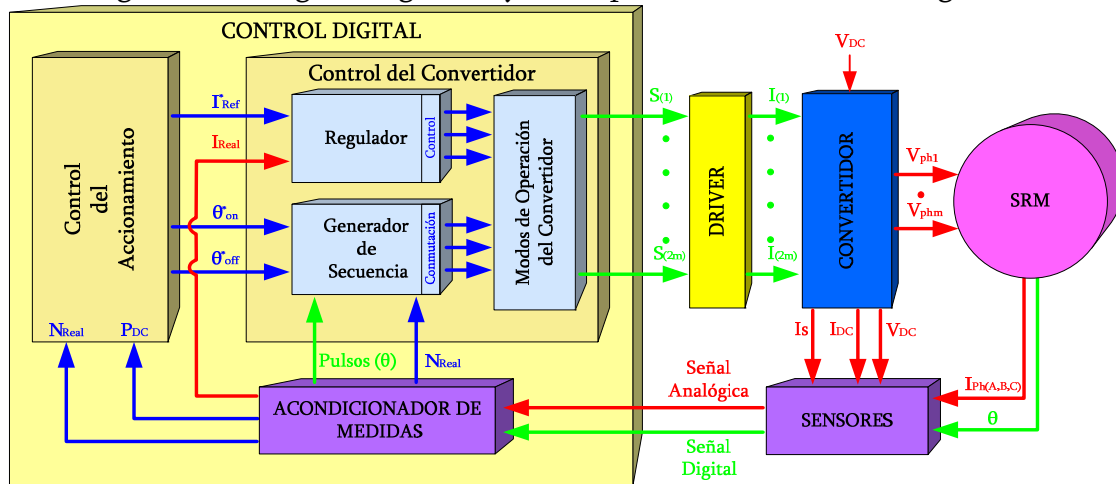 CONTROL DIGITAL
Control del Convertidor
Control
del
Accionamiento
I*Ref
IReal
θ*on
θ*off
NReal
PDC
Regulador
Control
Generador
de
Secuencia
Conmutación
Modos de Operación
del Convertidor
S(1)
S(2m)
DRIVER
I(1)
I(2m)
VDC
CONVERTIDOR
Vph1
Vphm
SRM
Is
IDC
VDC
Pulsos (θ)
NReal
Señal
Analógica
IPh(A,B,C)
θ
ACONDICIONADOR DE
MEDIDAS
SENSORES
Señal
Digital